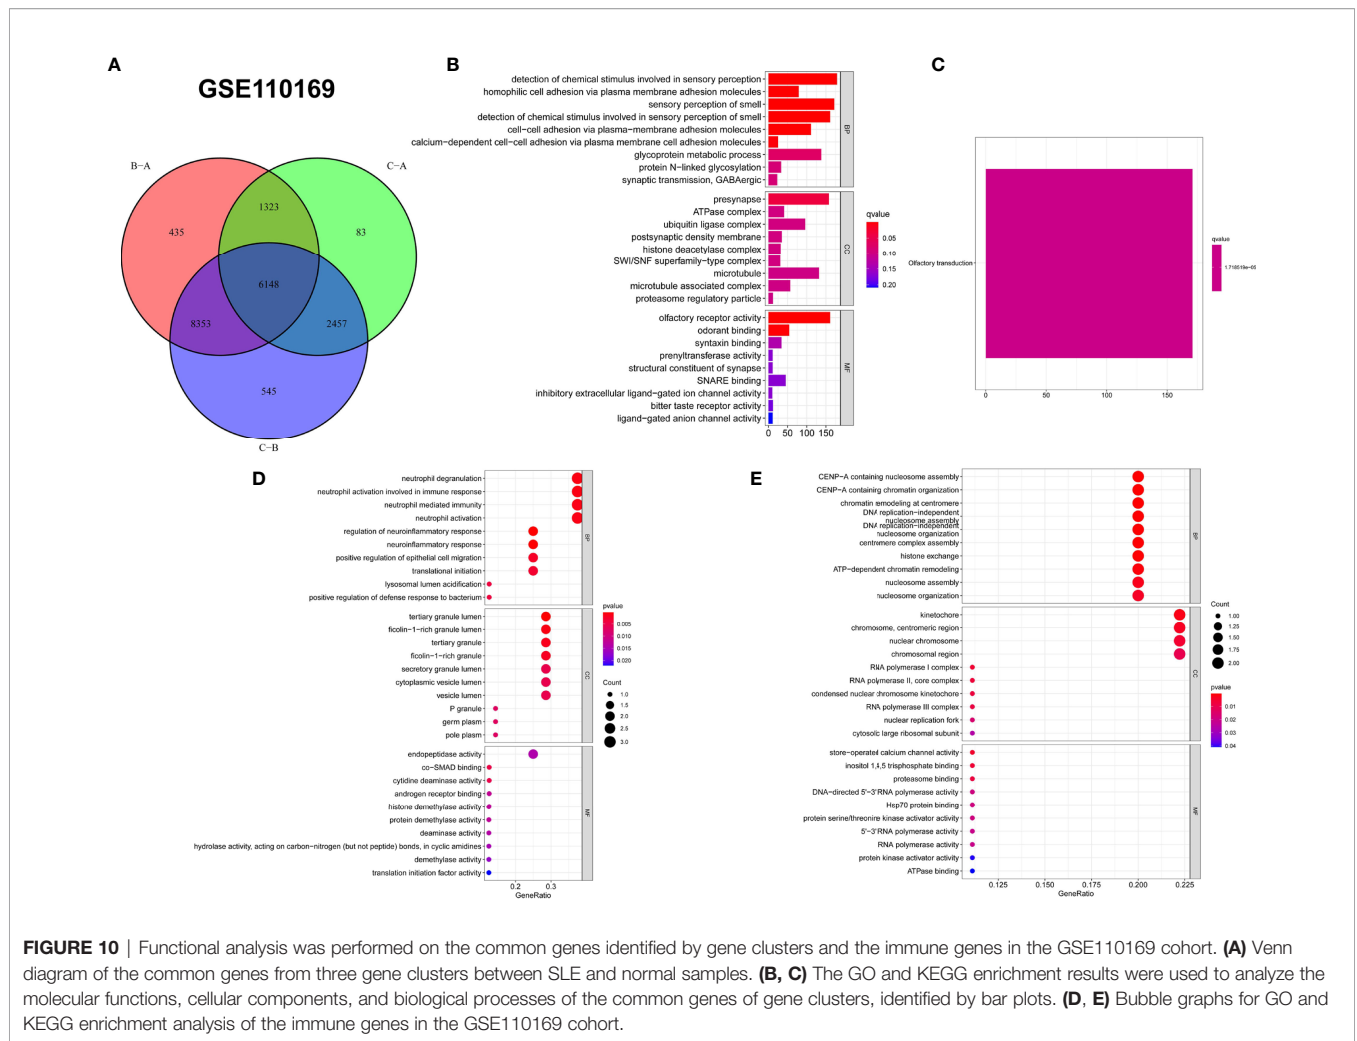 A
GSE110169
B−A
C−A
1323
435
83
6148
8353
2457
545
C−B
B
detection of chemical stimulus involved in sensory perception
homophilic cell adhesion via plasma membrane adhesion molecules
sensory perception of smell
detection of chemical stimulus involved in sensory perception of smell
cell−cell adhesion via plasma−membrane adhesion molecules
calcium−dependent cell−cell adhesion via plasma membrane cell adhesion molecules
glycoprotein metabolic process
protein N−linked glycosylation
synaptic transmission, GABAergic
BP
presynapse
ATPase complex
ubiquitin ligase complex
postsynaptic density membrane
histone deacetylase complex
SWI/SNF superfamily−type complex
microtubule
microtubule associated complex
proteasome regulatory particle
CC
olfactory receptor activity
odorant binding
syntaxin binding
prenyltransferase activity
structural constituent of synapse
SNARE binding
inhibitory extracellular ligand−gated ion channel activity
bitter taste receptor activity
ligand−gated anion channel activity
MF
0 50 100 150
qvalue
0.05
0.10
0.15
0.20
C
Olfactory transduction
0 50 100 150
qvalue
1.718519e−05
D
neutrophil degranulation
neutrophil activation involved in immune response
neutrophil mediated immunity
neutrophil activation
regulation of neuroinflammatory response
neuroinflammatory response
positive regulation of epithelial cell migration
translational initiation
lysosomal lumen acidification
positive regulation of defense response to bacterium
BP
tertiary granule lumen
ficolin−1−rich granule lumen
tertiary granule
ficolin−1−rich granule
secretory granule lumen
cytoplasmic vesicle lumen
vesicle lumen
P granule
germ plasm
pole plasm
CC
endopeptidase activity
co−SMAD binding
cytidine deaminase activity
androgen receptor binding
histone demethylase activity
protein demethylase activity
deaminase activity
hydrolase activity, acting on carbon−nitrogen (but not peptide) bonds, in cyclic amidines
demethylase activity
translation initiation factor activity
MF
0.2 0.3
GeneRatio
pvalue
0.005
0.010
0.015
0.020
Count
1.0
1.5
2.0
2.5
3.0
E
CENP−A containing nucleosome assembly
CENP−A containing chromatin organization
chromatin remodeling at centromere
DNA replication−independent
nucleosome assembly
DNA replication−independent
nucleosome organization
centromere complex assembly
histone exchange
ATP−dependent chromatin remodeling
nucleosome assembly
nucleosome organization
BP
kinetochore
chromosome, centromeric region
nuclear chromosome
chromosomal region
RNA polymerase I complex
RNA polymerase II, core complex
condensed nuclear chromosome kinetochore
RNA polymerase III complex
nuclear replication fork
cytosolic large ribosomal subunit
CC
store−operated calcium channel activity
inositol 1,4,5 trisphosphate binding
proteasome binding
DNA−directed 5'−3' RNA polymerase activity
Hsp70 protein binding
protein serine/threonine kinase activator activity
5'−3' RNA polymerase activity
RNA polymerase activity
protein kinase activator activity
ATPase binding
MF
0.125 0.150 0.175 0.200 0.225
GeneRatio
Count
1.00
1.25
1.50
1.75
2.00
pvalue
0.01
0.02
0.03
0.04
FIGURE 10 | Functional analysis was performed on the common genes identified by gene clusters and the immune genes in the GSE110169 cohort. (A) Venn
diagram of the common genes from three gene clusters between SLE and normal samples. (B, C) The GO and KEGG enrichment results were used to analyze the
molecular functions, cellular components, and biological processes of the common genes of gene clusters, identified by bar plots. (D, E) Bubble graphs for GO and
KEGG enrichment analysis of the immune genes in the GSE110169 cohort.